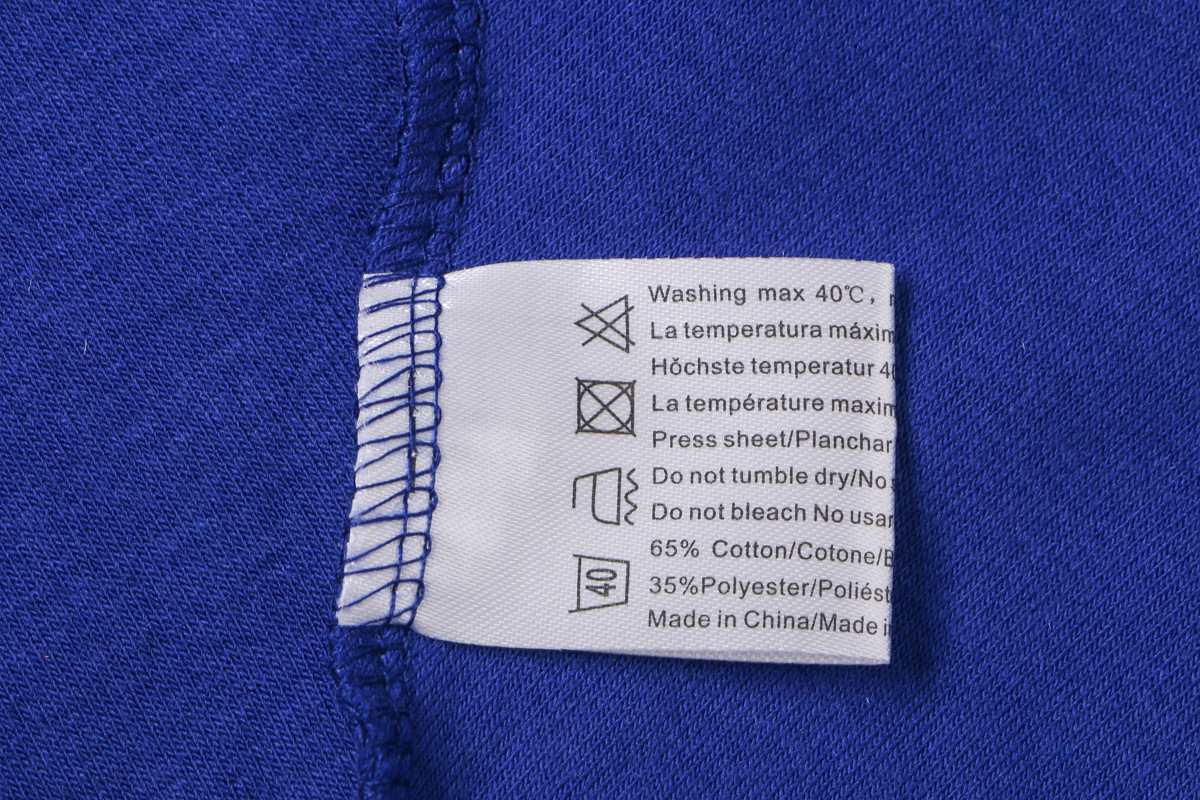 Washing max 40℃,
La temperatura máxim
Hŏchste temperatur 4
La température maxim
Press sheet/Planchar
Do not tumble dry/No
Do not bleach No usar
65% Cotton/Cotone/
35%Polyester/Poliést
Made in China/Made i
40